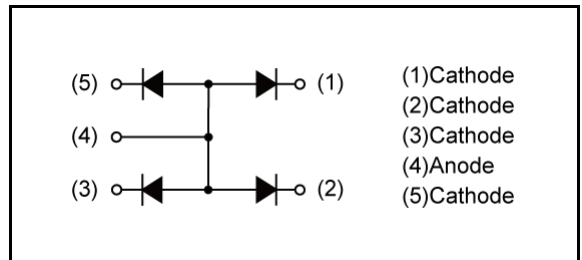 (5) (1)
(4)
(3) (2)
(1)Cathode
(2)Cathode
(3)Cathode
(4)Anode
(5)Cathode